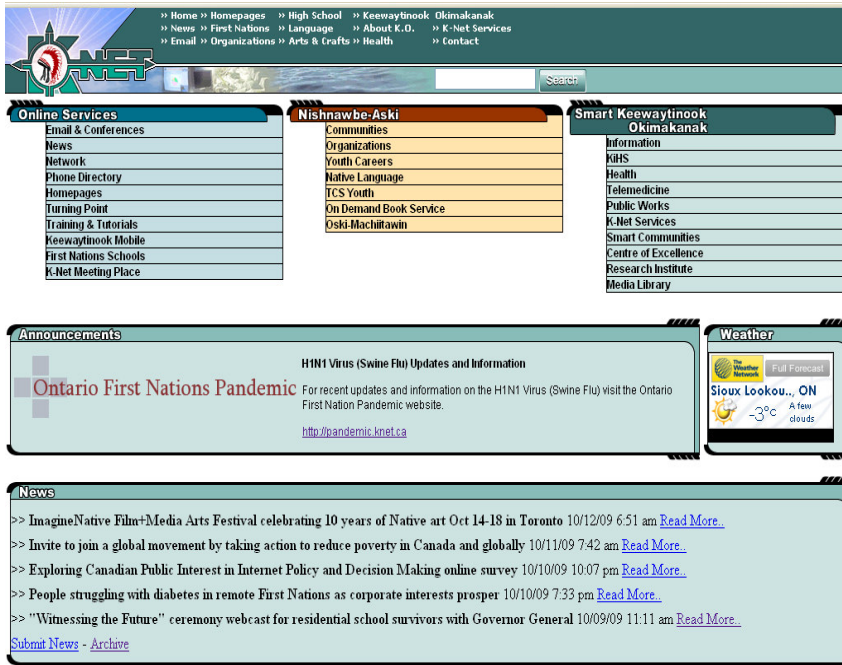 K-NET
» Home » Homepages » High School » Keewaytinook Okimakanak
» News » First Nations » Language » About K.O. » K-Net Services
» Email » Organizations » Arts & Crafts » Health » Contact
Search
Online Services
Email & Conferences
News
Network
Phone Directory
Homepages
Turning Point
Training & Tutorials
Keewaytinook Mobile
First Nations Schools
K-Net Meeting Place
Nishnawbe-Aski
Communities
Organizations
Youth Careers
Native Language
TCS Youth
On Demand Book Service
Oski-Machiitawin
Smart Keewaytinook
Okimakanak
Information
KiHS
Health
Telemedicine
Public Works
K-Net Services
Smart Communities
Centre of Excellence
Research Institute
Media Library
Announcements
Ontario First Nations Pandemic
H1N1 Virus (Swine Flu) Updates and Information
For recent updates and information on the H1N1 Virus (Swine Flu) visit the Ontario
First Nation Pandemic website.
http://pandemic.knet.ca
Weather
The
Weather
Network
Full Forecast
Sioux Lookou.., ON
-3°C
A few
clouds
News
>> ImagineNative Film+Media Arts Festival celebrating 10 years of Native art Oct 14-18 in Toronto 10/12/09 6:51 am Read More..
>> Invite to join a global movement by taking action to reduce poverty in Canada and globally 10/11/09 7:42 am Read More..
>> Exploring Canadian Public Interest in Internet Policy and Decision Making online survey 10/10/09 10:07 pm Read More..
>> People struggling with diabetes in remote First Nations as corporate interests prosper 10/10/09 7:33 pm Read More..
>> "Witnessing the Future" ceremony webcast for residential school survivors with Governor General 10/09/09 11:11 am Read More..
Submit News - Archive